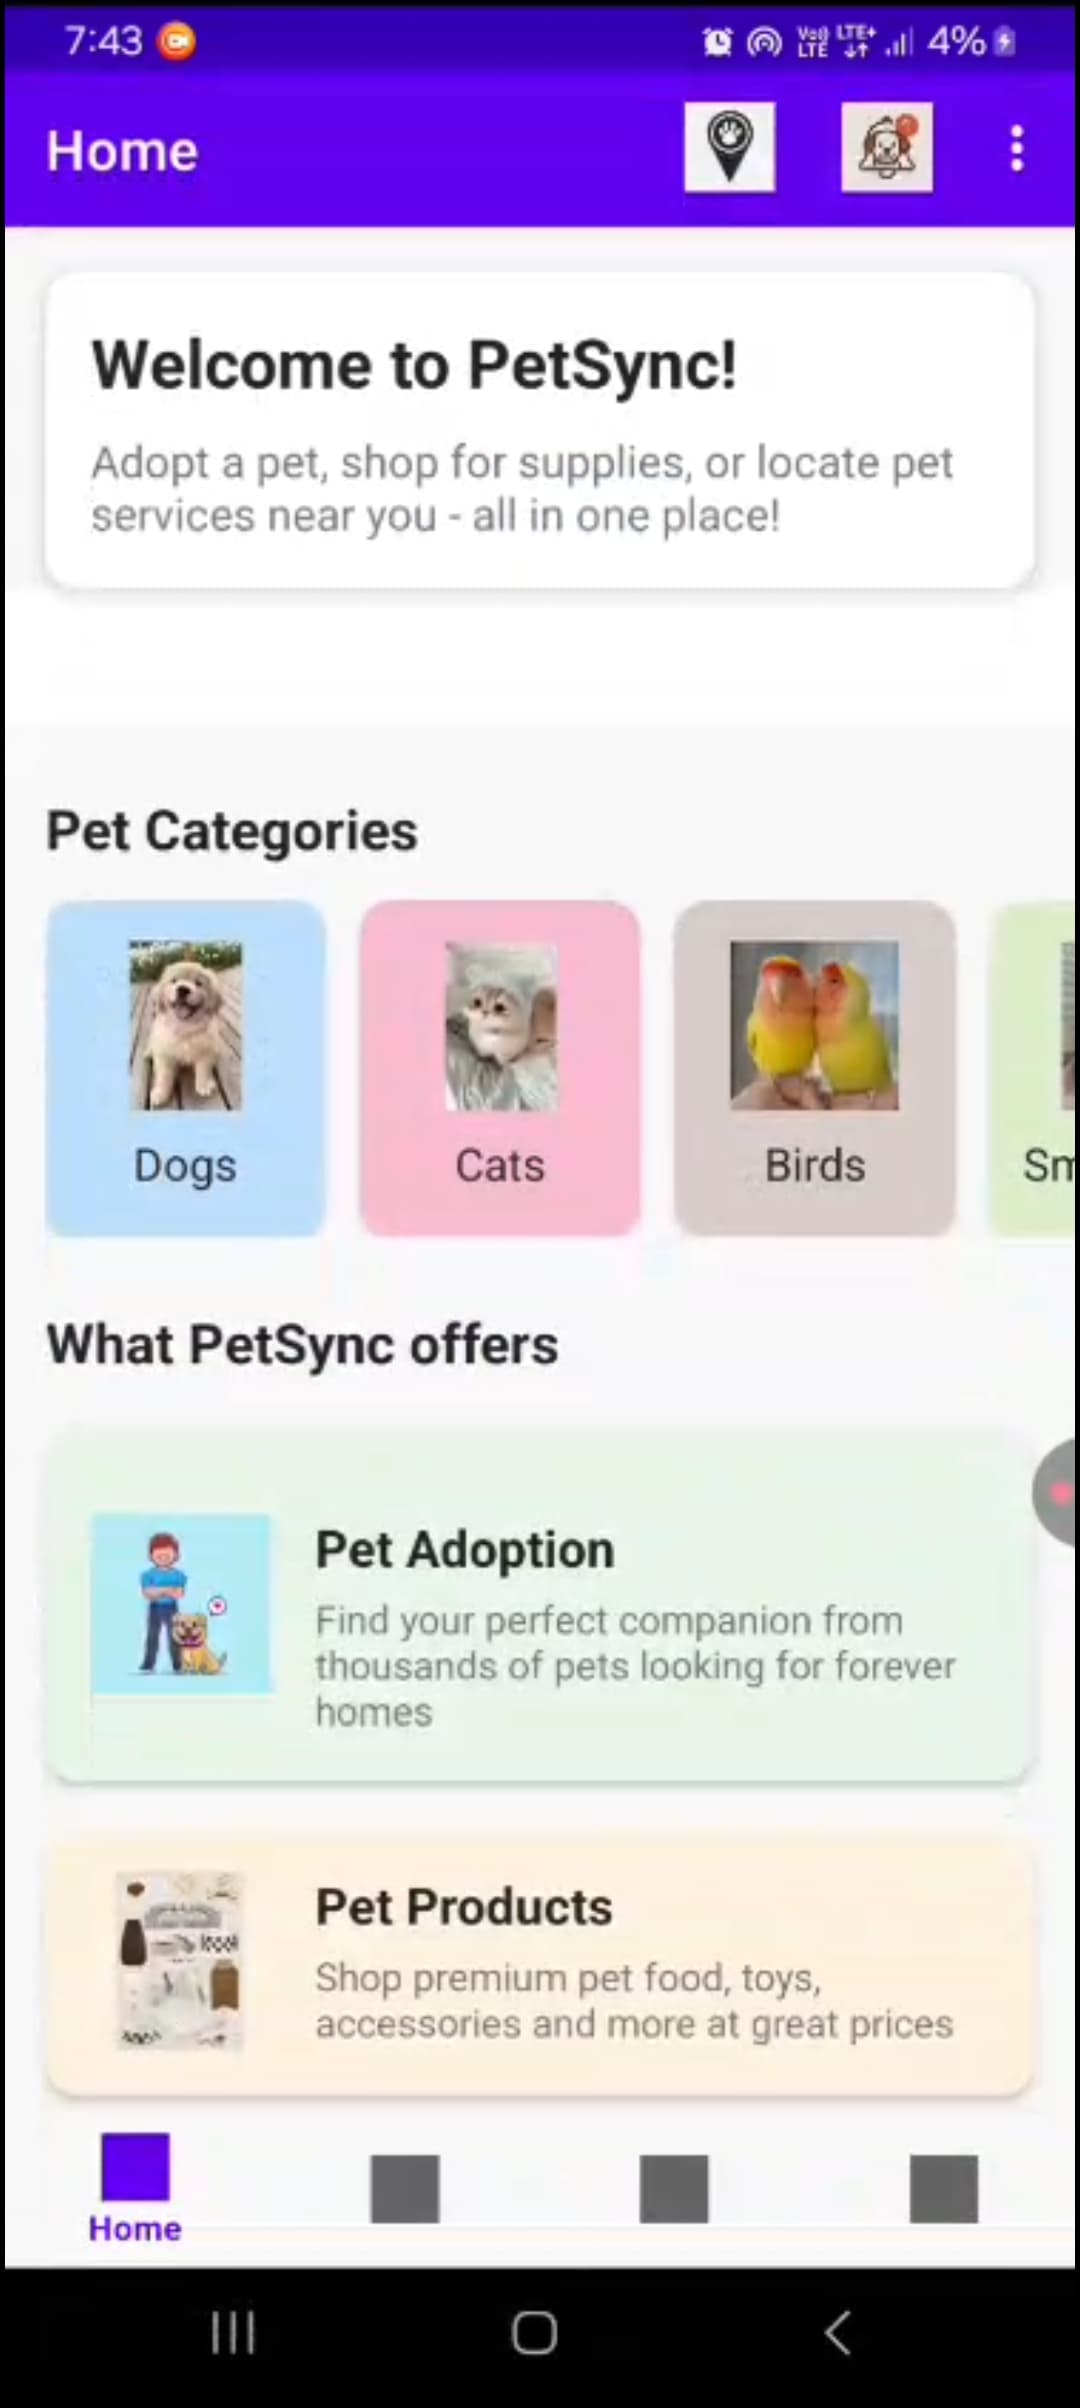 7:43
Vo)) LTE LTE+ 4%
Home
Welcome to PetSync!
Adopt a pet, shop for supplies, or locate pet
services near you - all in one place!
Pet Categories
Dogs
Cats
Birds
Sm
What PetSync offers
Pet Adoption
Find your perfect companion from
thousands of pets looking for forever
homes
Pet Products
Shop premium pet food, toys,
accessories and more at great prices
Home